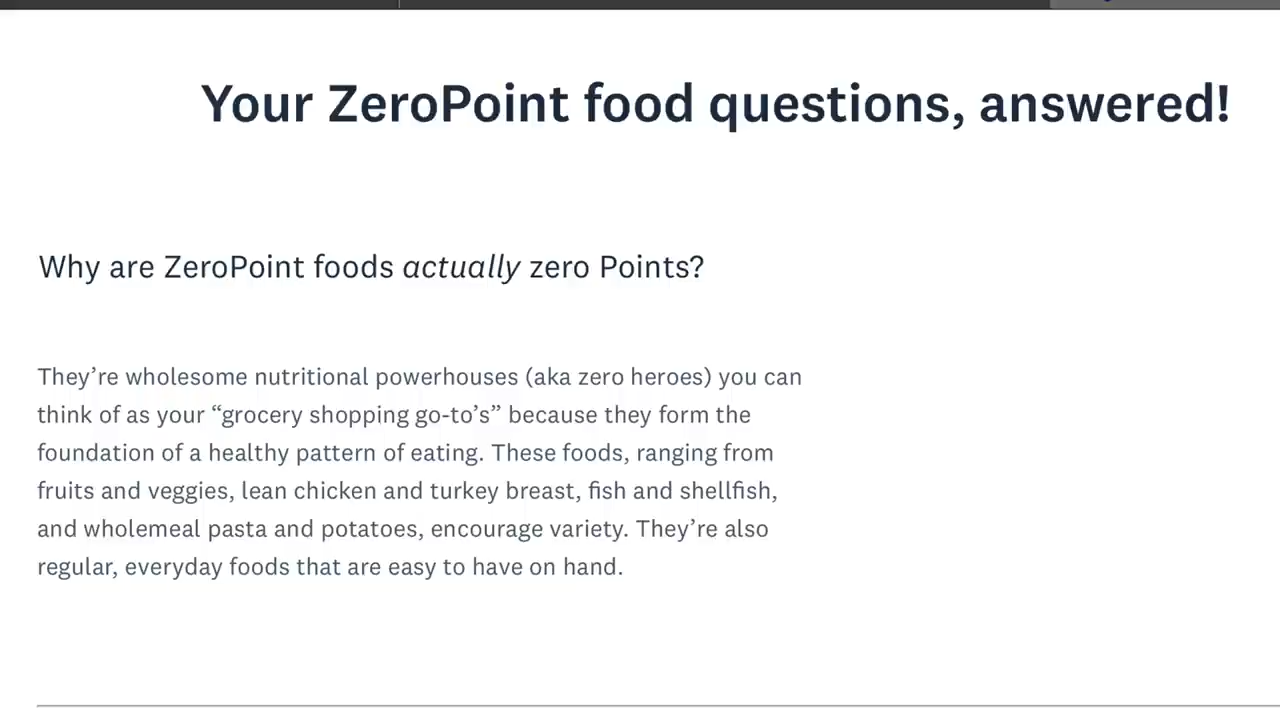 Your ZeroPoint food questions, answered!
Why are ZeroPoint foods actually zero Points?
They’re wholesome nutritional powerhouses (aka zero heroes) you can
think of as your “grocery shopping go-to’s” because they form the
foundation of a healthy pattern of eating. These foods, ranging from
fruits and veggies, lean chicken and turkey breast, fish and shellfish,
and wholemeal pasta and potatoes, encourage variety. They’re also
regular, everyday foods that are easy to have on hand.